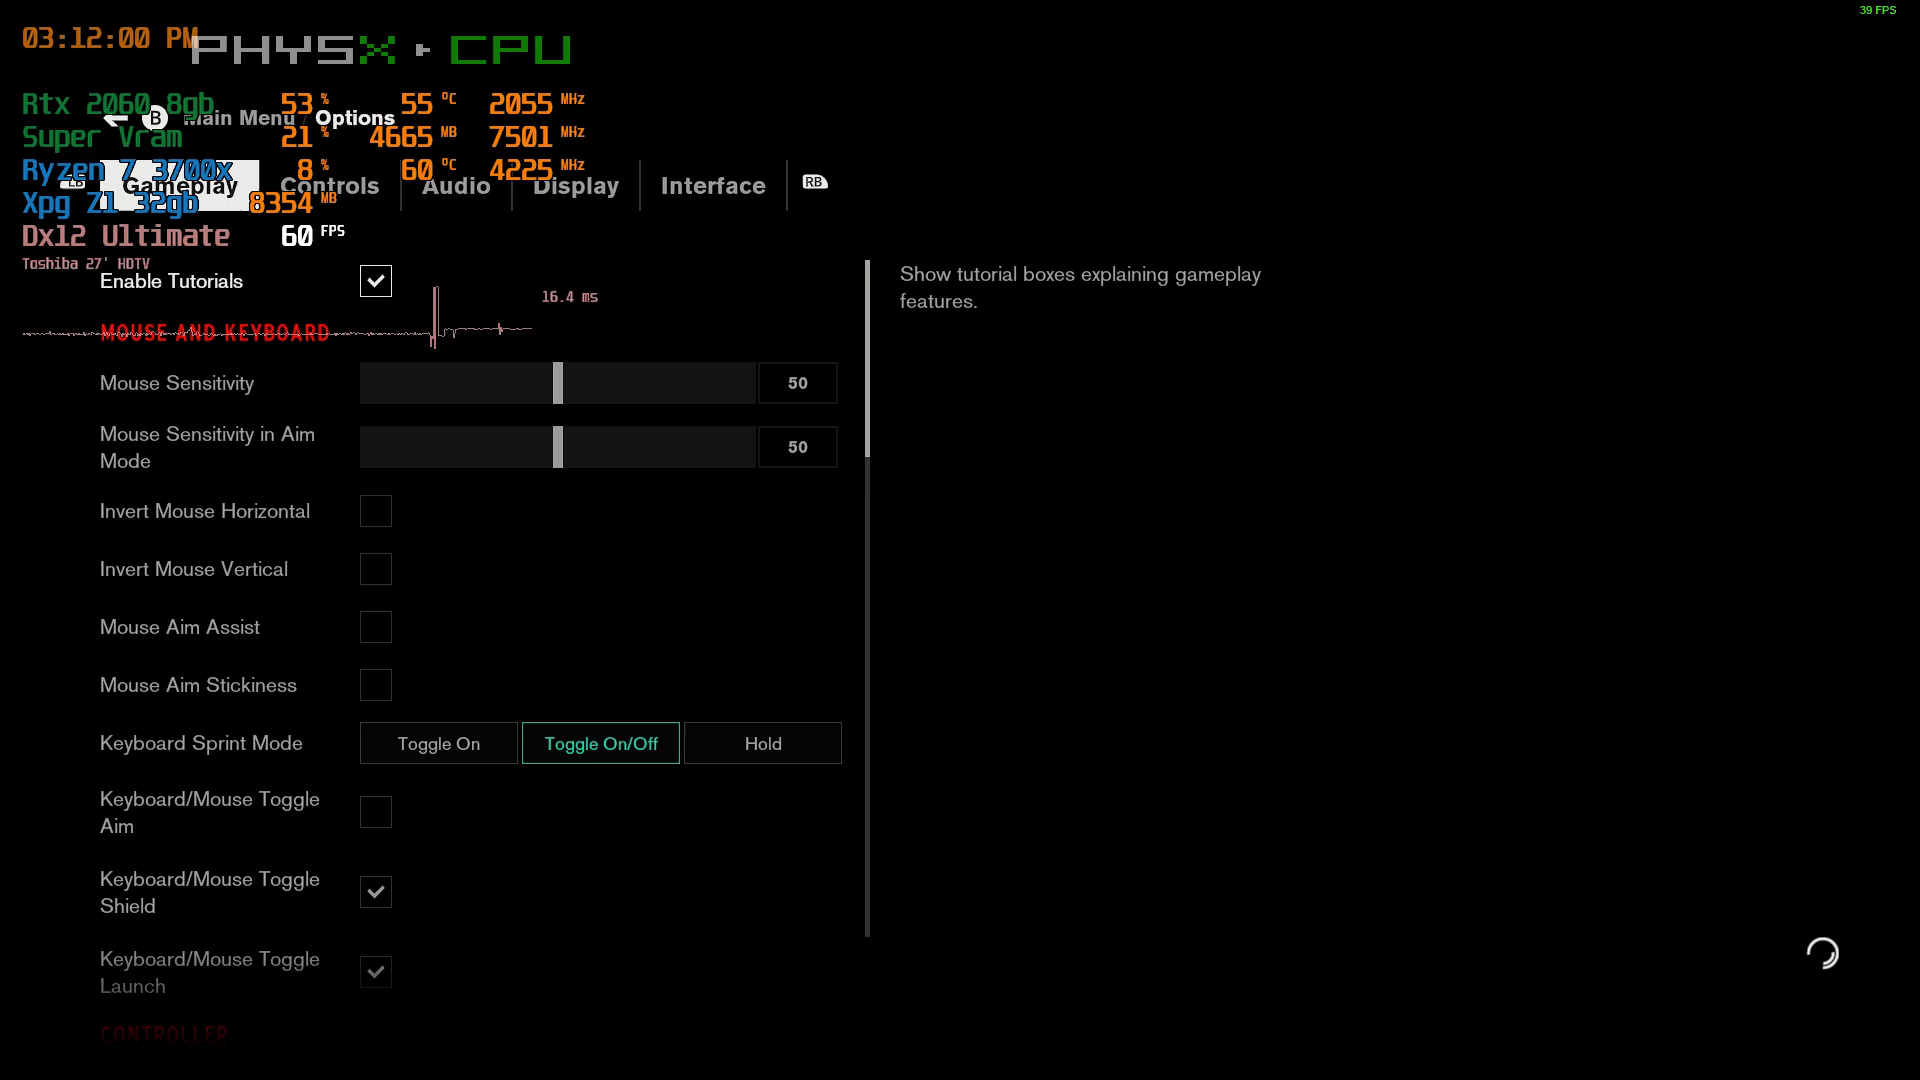 39 FPS
03:12:00 PM
PHYSX ▸ CPU
Rtx 2060 8gb 53 % 55 °C 2055 MHz
B Main Menu / Options
Super Vram 21 % 4665 MB 7501 MHz
Ryzen 7 3700x 8 % 60 °C 4225 MHz
LB Gameplay Controls Audio Display Interface RB
Xpg Z1 32gb 8354 MB
Dx12 Ultimate 60 FPS
Toshiba 27' HDTV
Enable Tutorials
16.4 ms
Show tutorial boxes explaining gameplay
features.
MOUSE AND KEYBOARD
Mouse Sensitivity 50
Mouse Sensitivity in Aim
Mode 50
Invert Mouse Horizontal
Invert Mouse Vertical
Mouse Aim Assist
Mouse Aim Stickiness
Keyboard Sprint Mode Toggle On Toggle On/Off Hold
Keyboard/Mouse Toggle
Aim
Keyboard/Mouse Toggle
Shield
Keyboard/Mouse Toggle
Launch
CONTROLLER